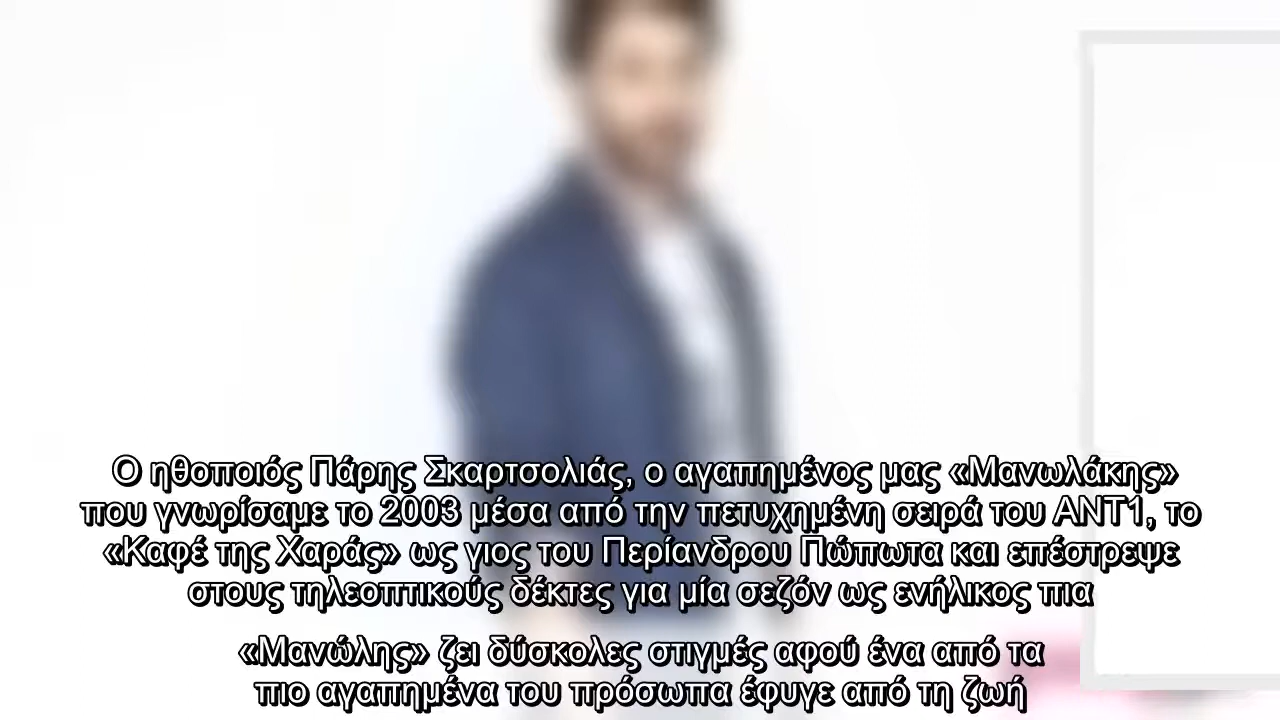 Ο ηθοποιός Πάρης Σκαρτσολιάς, ο αγαπημένος μας «Μανωλάκης»
που γνωρίσαμε το 2003 μέσα από την πετυχημένη σειρά του ΑΝΤ1, το
«Καφέ της Χαράς» ως γιος του Περίανδρου Πώπωτα και επέστρεψε
στους τηλεοπτικούς δέκτες για μία σεζόν ως ενήλικος πια
«Μανώλης» ζει δύσκολες στιγμές αφού ένα από τα
πιο αγαπημένα του πρόσωπα έφυγε από τη ζωή